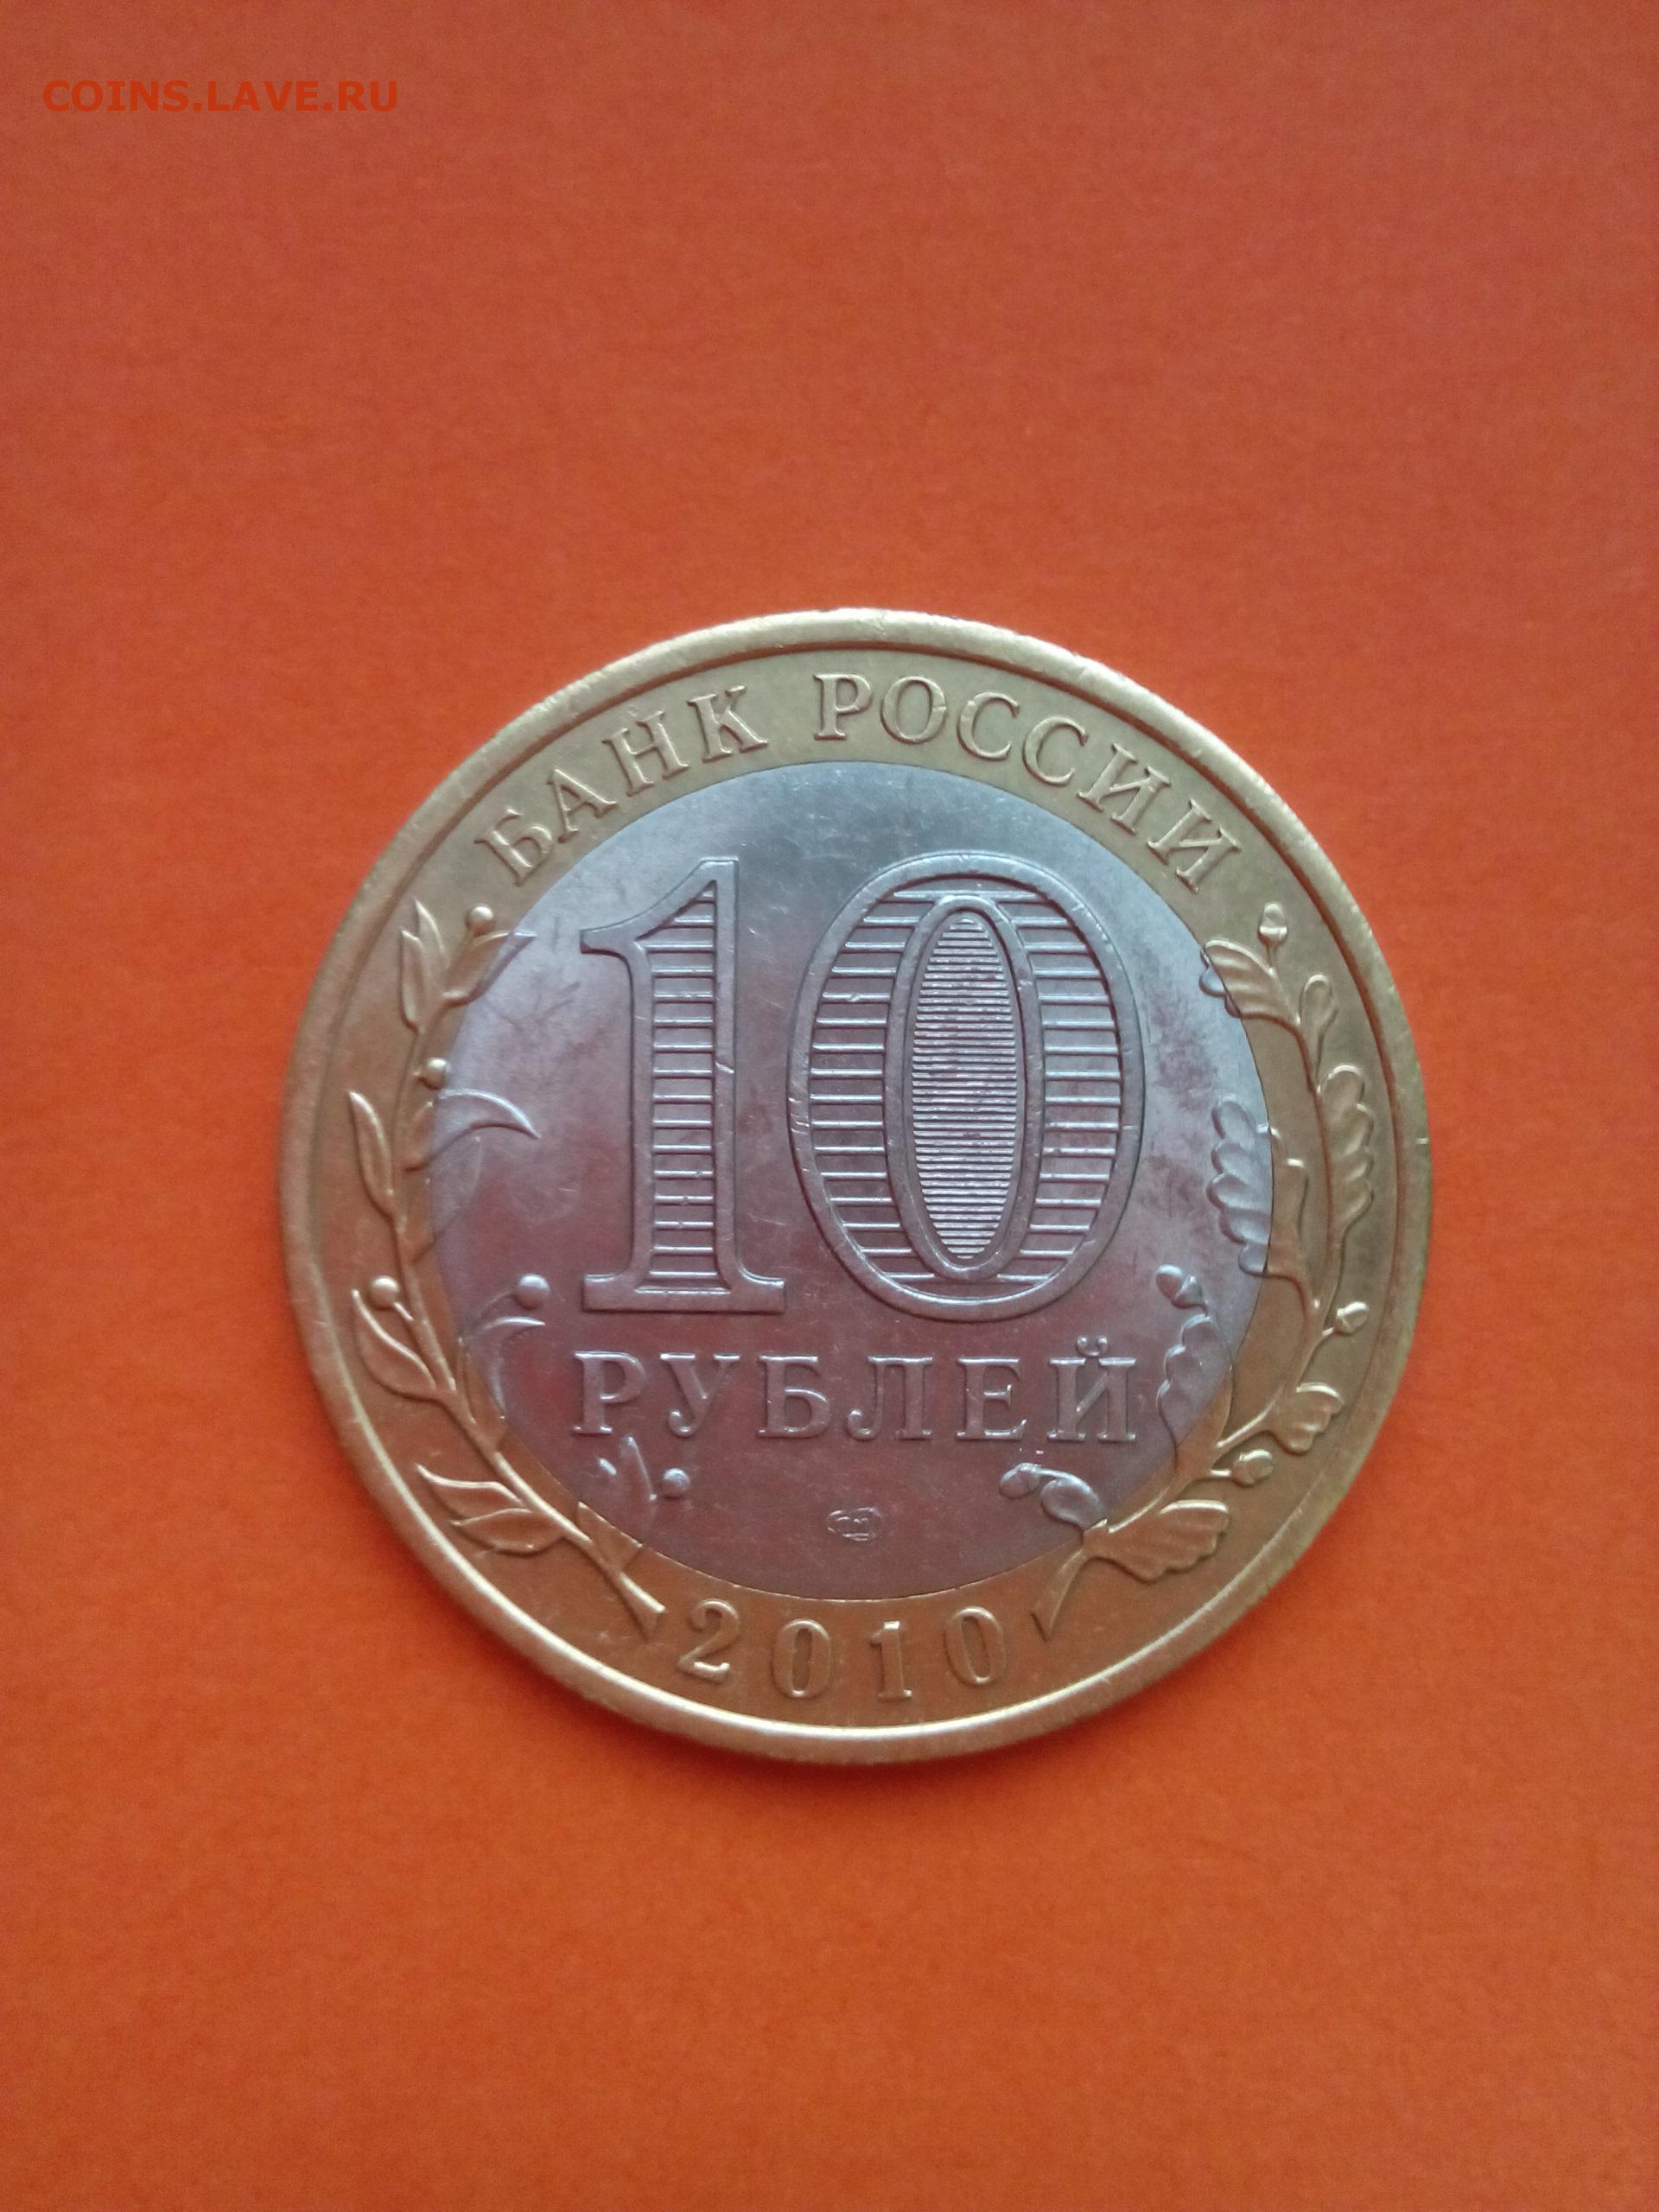 COINS.LAVE.RU
БАНК РОССИИ
10
РУБЛЕЙ
2010